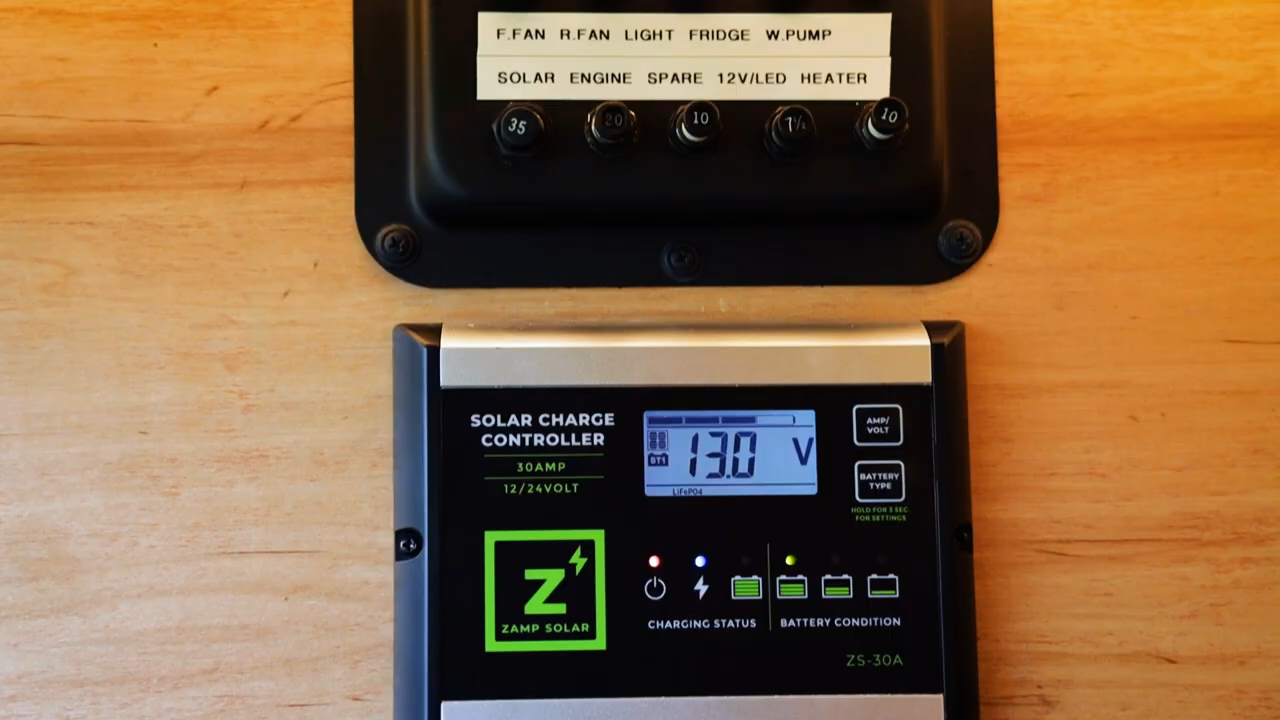 F.FAN R.FAN LIGHT FRIDGE W.PUMP
SOLAR ENGINE SPARE 12V/LED HEATER
35 20 10 7½ 10
SOLAR CHARGE
CONTROLLER
30AMP
12/24VOLT
BT1
13.0 V
LiFePO4
AMP/
VOLT
BATTERY
TYPE
HOLD FOR 3 SEC
FOR SETTINGS
Z
ZAMP SOLAR
CHARGING STATUS
BATTERY CONDITION
ZS-30A